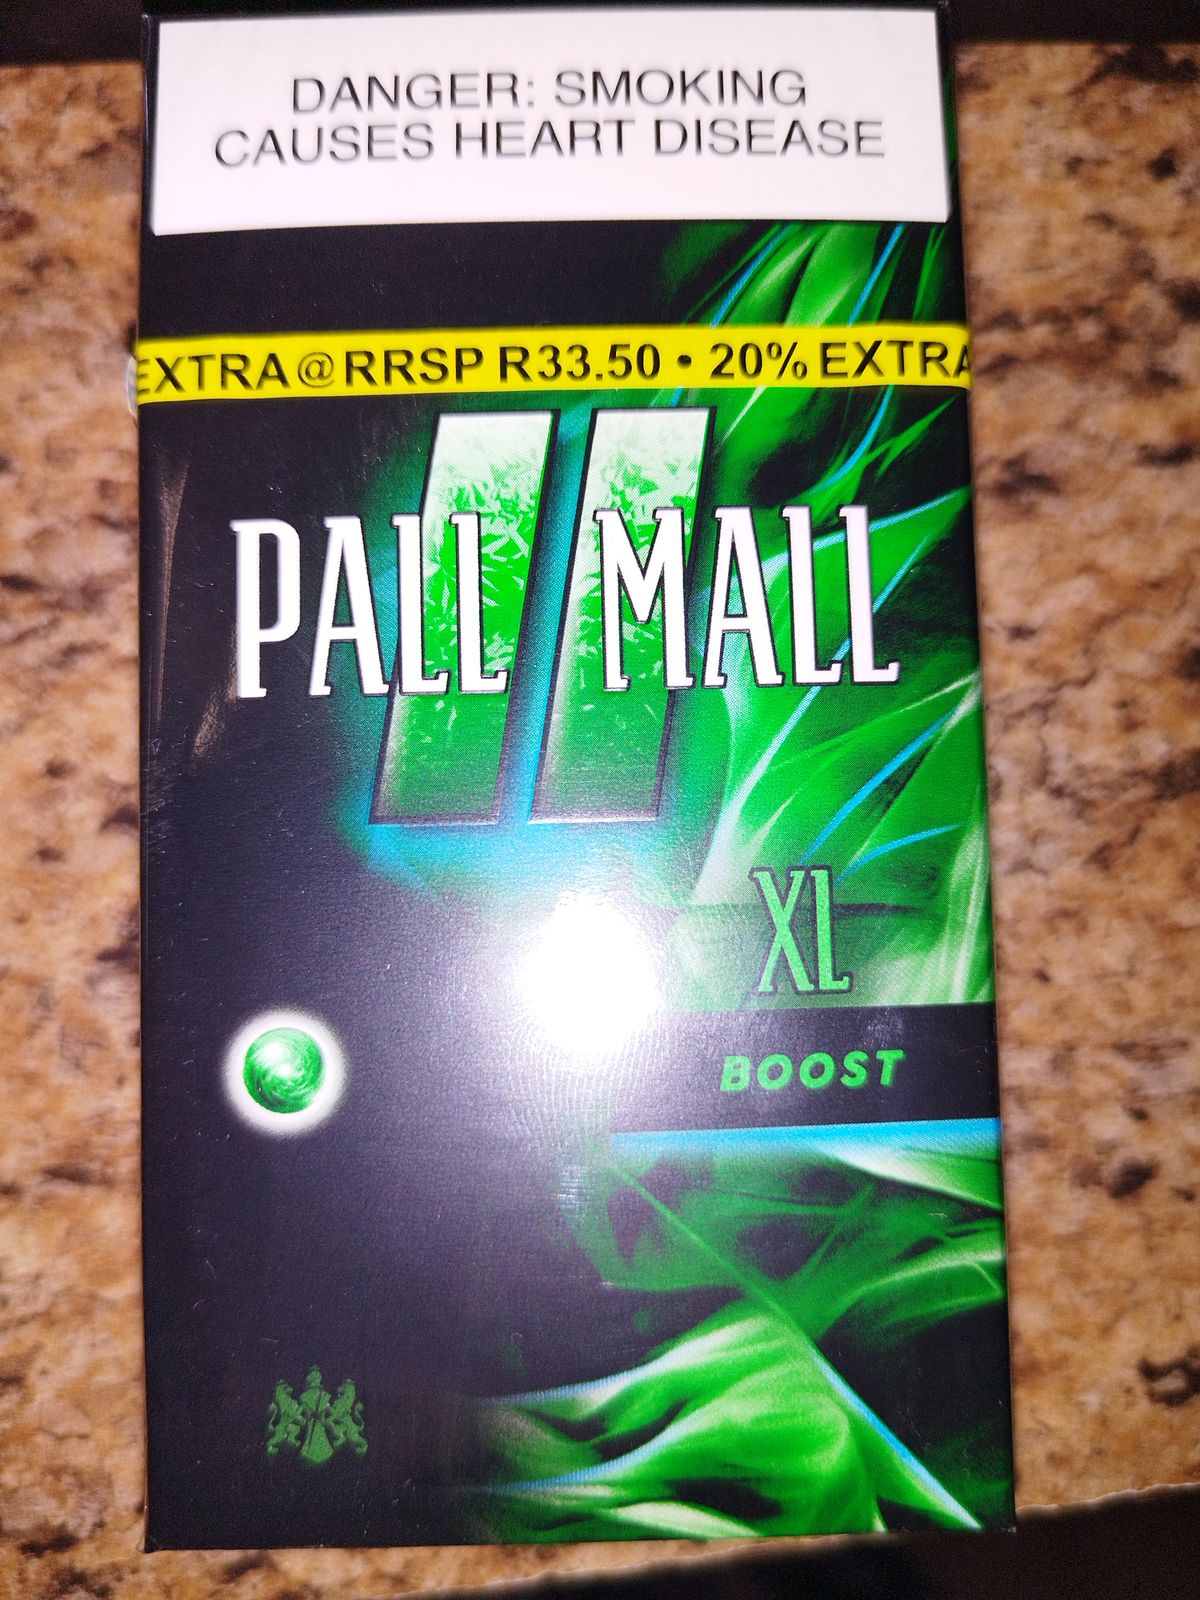 DANGER: SMOKING
CAUSES HEART DISEASE
EXTRA@RRSP R33.50 • 20% EXTRA
PALL MALL
XL
BOOST